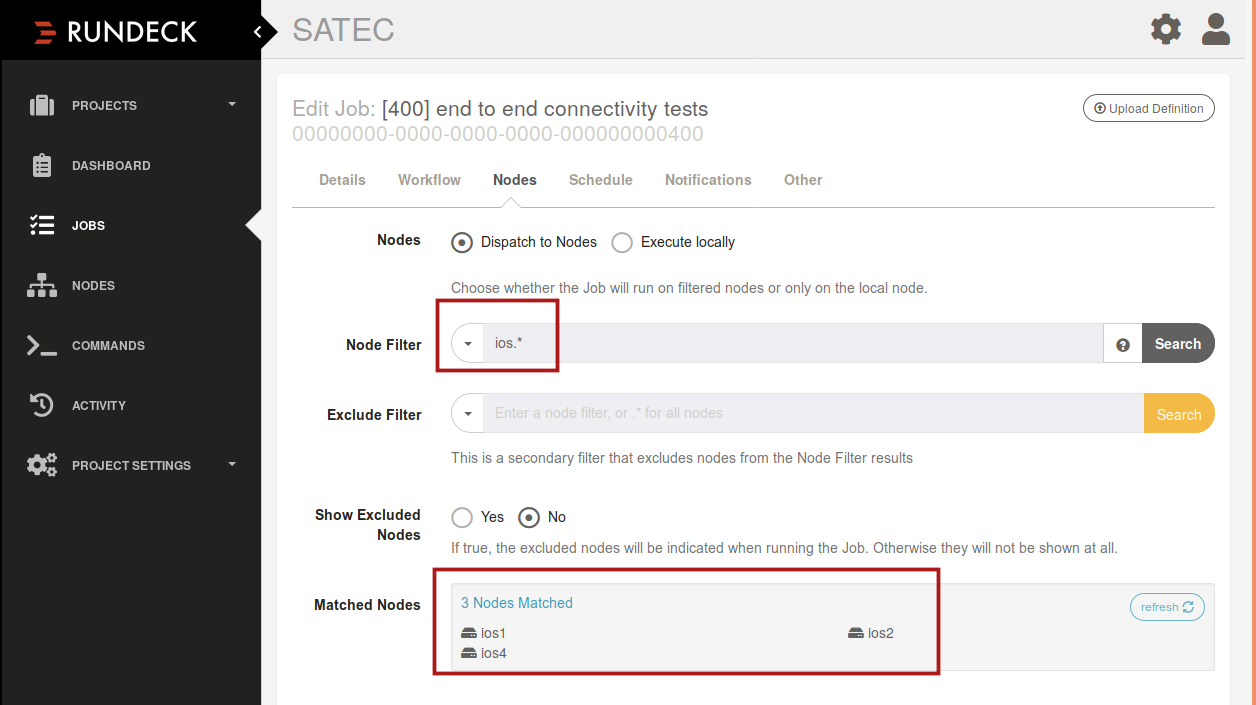 RUNDECK
SATEC
PROJECTS
DASHBOARD
JOBS
NODES
COMMANDS
ACTIVITY
PROJECT SETTINGS
Edit Job: [400] end to end connectivity tests
Upload Definition
00000000-0000-0000-0000-000000000400
Details Workflow Nodes Schedule Notifications Other
Nodes Dispatch to Nodes Execute locally
Choose whether the Job will run on filtered nodes or only on the local node.
Node Filter ios.* Search
Exclude Filter Enter a node filter, or .* for all nodes Search
This is a secondary filter that excludes nodes from the Node Filter results
Show Excluded Nodes Yes No
If true, the excluded nodes will be indicated when running the Job. Otherwise they will not be shown at all.
Matched Nodes 3 Nodes Matched refresh
ios1 ios2
ios4